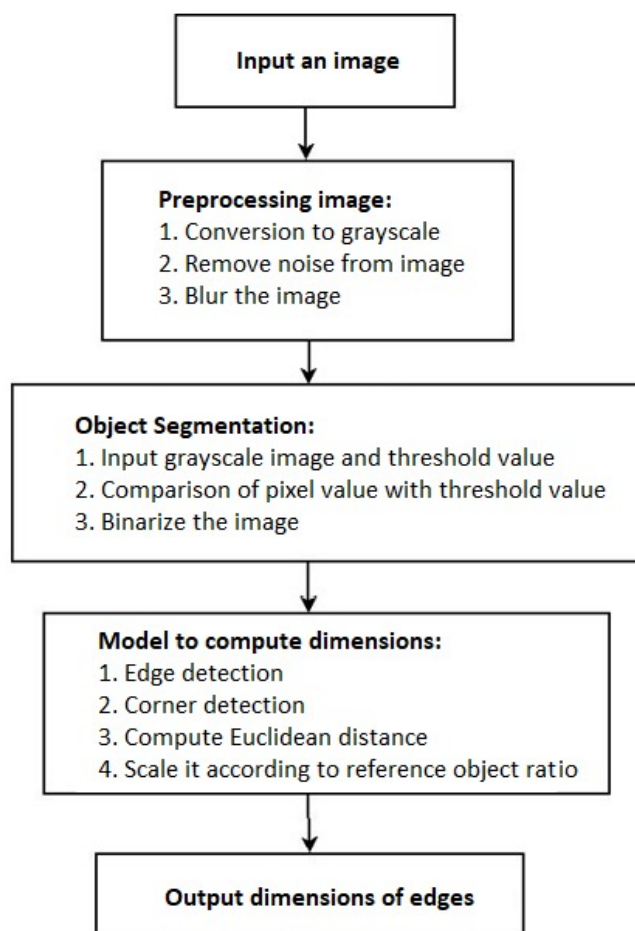 Input an image
Preprocessing image:
1. Conversion to grayscale
2. Remove noise from image
3. Blur the image
Object Segmentation:
1. Input grayscale image and threshold value
2. Comparison of pixel value with threshold value
3. Binarize the image
Model to compute dimensions:
1. Edge detection
2. Corner detection
3. Compute Euclidean distance
4. Scale it according to reference object ratio
Output dimensions of edges